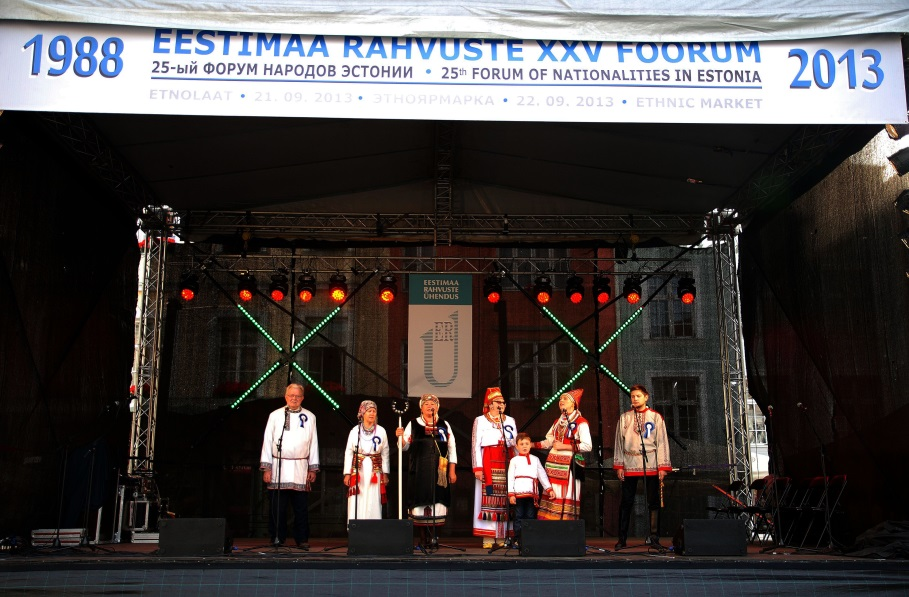 1988
EESTIMAA RAHVUSTE XXV FOORUM
25-ый ФОРУМ НАРОДОВ ЭСТОНИИ • 25th FORUM OF NATIONALITIES IN ESTONIA
ETNOLAAT • 21. 09. 2013 • ЭТНОЯРМАРКА • 22. 09. 2013 • ETHNIC MARKET
2013
EESTIMAA
RAHVUSTE
ÜHENDUS
ER